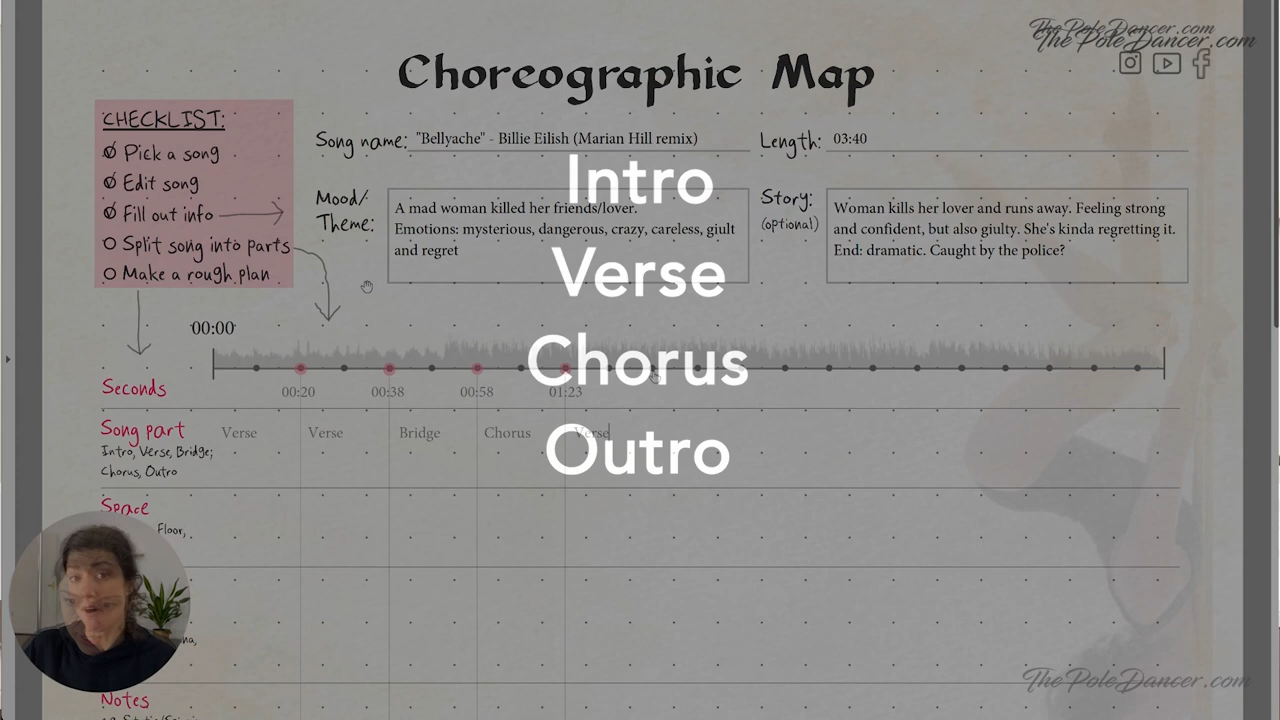 ThePoleDancer.com
ThePoleDancer.com
Choreographic Map
CHECKLIST:
Pick a song
Edit song
Fill out info
Split song into parts
Make a rough plan
Song name: "Bellyache" - Billie Eilish (Marian Hill remix)
Length: 03:40
Mood/
Theme:
A mad woman killed her friends/lover.
Emotions: mysterious, dangerous, crazy, careless, giult
and regret
Story:
(optional)
Woman kills her lover and runs away. Feeling strong
and confident, but also giulty. She's kinda regretting it.
End: dramatic. Caught by the police?
Intro
Verse
Chorus
Outro
00:00
Seconds
00:20 00:38 00:58 01:23
Song part
Intro, Verse, Bridge;
Chorus, Outro
Verse Verse Bridge Chorus Verse
Space
Floor,
Notes
ThePoleDancer.com